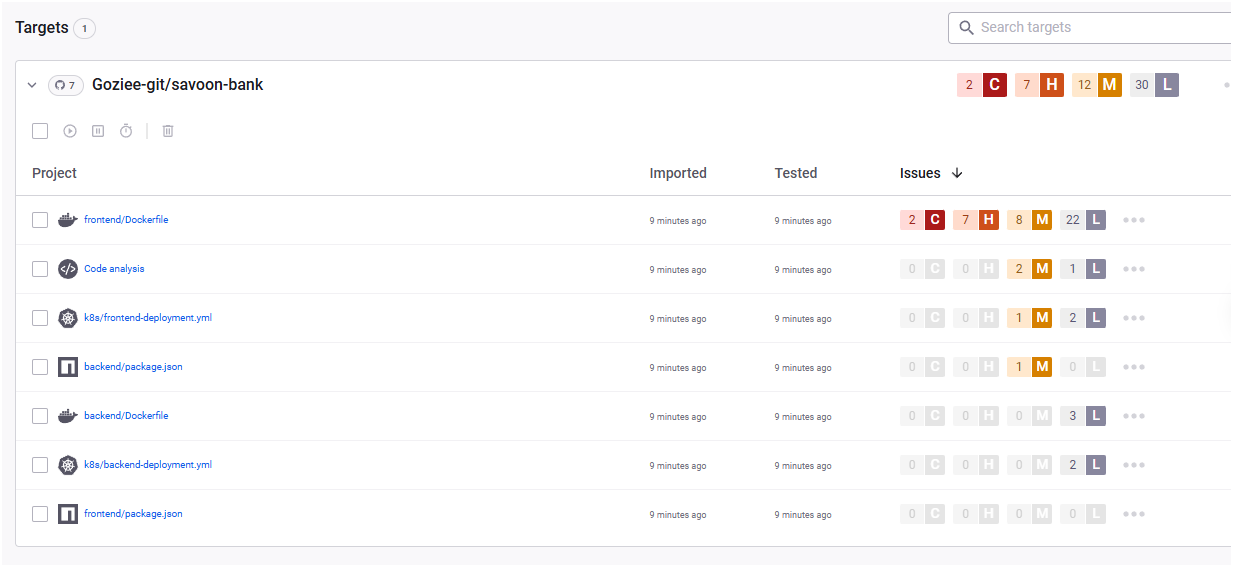 Targets 1
Search targets
7 Goziee-git/savoon-bank 2 C 7 H 12 M 30 L
Project Imported Tested Issues
frontend/Dockerfile 9 minutes ago 9 minutes ago 2 C 7 H 8 M 22 L
Code analysis 9 minutes ago 9 minutes ago 0 C 0 H 2 M 1 L
k8s/frontend-deployment.yml 9 minutes ago 9 minutes ago 0 C 0 H 1 M 2 L
backend/package.json 9 minutes ago 9 minutes ago 0 C 0 H 1 M 0 L
backend/Dockerfile 9 minutes ago 9 minutes ago 0 C 0 H 0 M 3 L
k8s/backend-deployment.yml 9 minutes ago 9 minutes ago 0 C 0 H 0 M 2 L
frontend/package.json 9 minutes ago 9 minutes ago 0 C 0 H 0 M 0 L